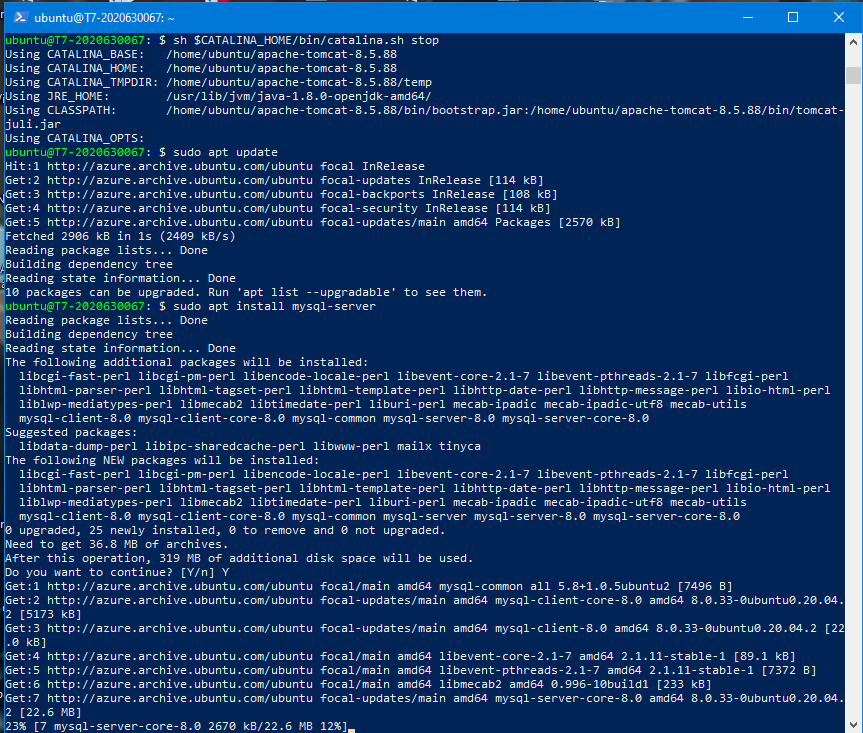 ubuntu@T7-2020630067: ~
ubuntu@T7-2020630067: $ sh $CATALINA_HOME/bin/catalina.sh stop
Using CATALINA_BASE:   /home/ubuntu/apache-tomcat-8.5.88
Using CATALINA_HOME:   /home/ubuntu/apache-tomcat-8.5.88
Using CATALINA_TMPDIR: /home/ubuntu/apache-tomcat-8.5.88/temp
Using JRE_HOME:        /usr/lib/jvm/java-1.8.0-openjdk-amd64/
Using CLASSPATH:       /home/ubuntu/apache-tomcat-8.5.88/bin/bootstrap.jar:/home/ubuntu/apache-tomcat-8.5.88/bin/tomcat-
juli.jar
Using CATALINA_OPTS:
ubuntu@T7-2020630067: $ sudo apt update
Hit:1 http://azure.archive.ubuntu.com/ubuntu focal InRelease
Get:2 http://azure.archive.ubuntu.com/ubuntu focal-updates InRelease [114 kB]
Get:3 http://azure.archive.ubuntu.com/ubuntu focal-backports InRelease [108 kB]
Get:4 http://azure.archive.ubuntu.com/ubuntu focal-security InRelease [114 kB]
Get:5 http://azure.archive.ubuntu.com/ubuntu focal-updates/main amd64 Packages [2570 kB]
Fetched 2906 kB in 1s (2409 kB/s)
Reading package lists... Done
Building dependency tree
Reading state information... Done
10 packages can be upgraded. Run 'apt list --upgradable' to see them.
ubuntu@T7-2020630067: $ sudo apt install mysql-server
Reading package lists... Done
Building dependency tree
Reading state information... Done
The following additional packages will be installed:
  libcgi-fast-perl libcgi-pm-perl libencode-locale-perl libevent-core-2.1-7 libevent-pthreads-2.1-7 libfcgi-perl
  libhtml-parser-perl libhtml-tagset-perl libhtml-template-perl libhttp-date-perl libhttp-message-perl libio-html-perl
  liblwp-mediatypes-perl libmecab2 libtimedate-perl liburi-perl mecab-ipadic mecab-ipadic-utf8 mecab-utils
  mysql-client-8.0 mysql-client-core-8.0 mysql-common mysql-server-8.0 mysql-server-core-8.0
Suggested packages:
  libdata-dump-perl libipc-sharedcache-perl libwww-perl mailx tinyca
The following NEW packages will be installed:
  libcgi-fast-perl libcgi-pm-perl libencode-locale-perl libevent-core-2.1-7 libevent-pthreads-2.1-7 libfcgi-perl
  libhtml-parser-perl libhtml-tagset-perl libhtml-template-perl libhttp-date-perl libhttp-message-perl libio-html-perl
  liblwp-mediatypes-perl libmecab2 libtimedate-perl liburi-perl mecab-ipadic mecab-ipadic-utf8 mecab-utils
  mysql-client-8.0 mysql-client-core-8.0 mysql-common mysql-server mysql-server-8.0 mysql-server-core-8.0
0 upgraded, 25 newly installed, 0 to remove and 0 not upgraded.
Need to get 36.8 MB of archives.
After this operation, 319 MB of additional disk space will be used.
Do you want to continue? [Y/n] Y
Get:1 http://azure.archive.ubuntu.com/ubuntu focal/main amd64 mysql-common all 5.8+1.0.5ubuntu2 [7496 B]
Get:2 http://azure.archive.ubuntu.com/ubuntu focal-updates/main amd64 mysql-client-core-8.0 amd64 8.0.33-0ubuntu0.20.04.
2 [5173 kB]
Get:3 http://azure.archive.ubuntu.com/ubuntu focal-updates/main amd64 mysql-client-8.0 amd64 8.0.33-0ubuntu0.20.04.2 [22
.0 kB]
Get:4 http://azure.archive.ubuntu.com/ubuntu focal/main amd64 libevent-core-2.1-7 amd64 2.1.11-stable-1 [89.1 kB]
Get:5 http://azure.archive.ubuntu.com/ubuntu focal/main amd64 libevent-pthreads-2.1-7 amd64 2.1.11-stable-1 [7372 B]
Get:6 http://azure.archive.ubuntu.com/ubuntu focal/main amd64 libmecab2 amd64 0.996-10build1 [233 kB]
Get:7 http://azure.archive.ubuntu.com/ubuntu focal-updates/main amd64 mysql-server-core-8.0 amd64 8.0.33-0ubuntu0.20.04.
2 [22.6 MB]
23% [7 mysql-server-core-8.0 2670 kB/22.6 MB 12%]